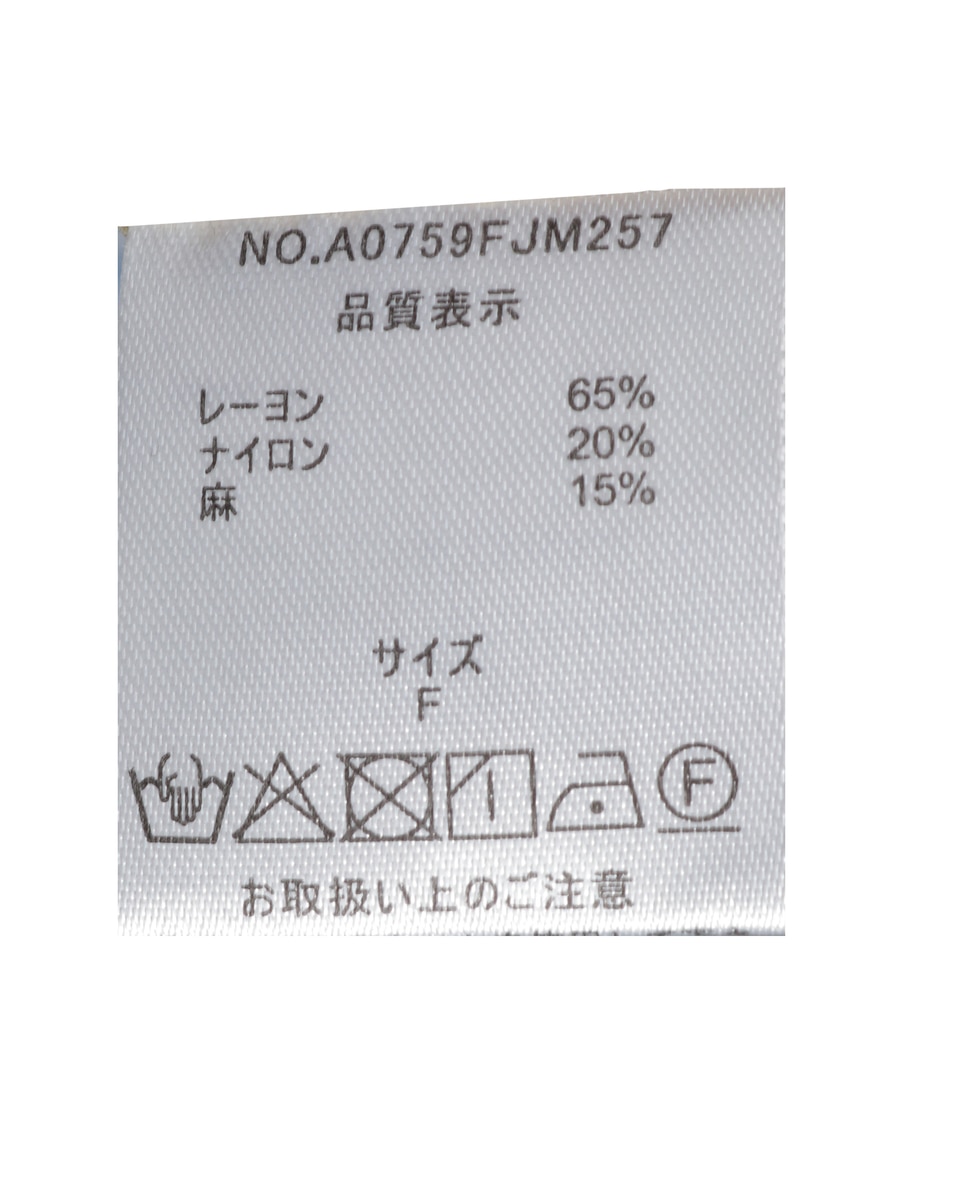 NO.A0759FJM257
品質表示
レーヨン 65%
ナイロン 20%
麻 15%
サイズ
F
F
お取扱い上のご注意